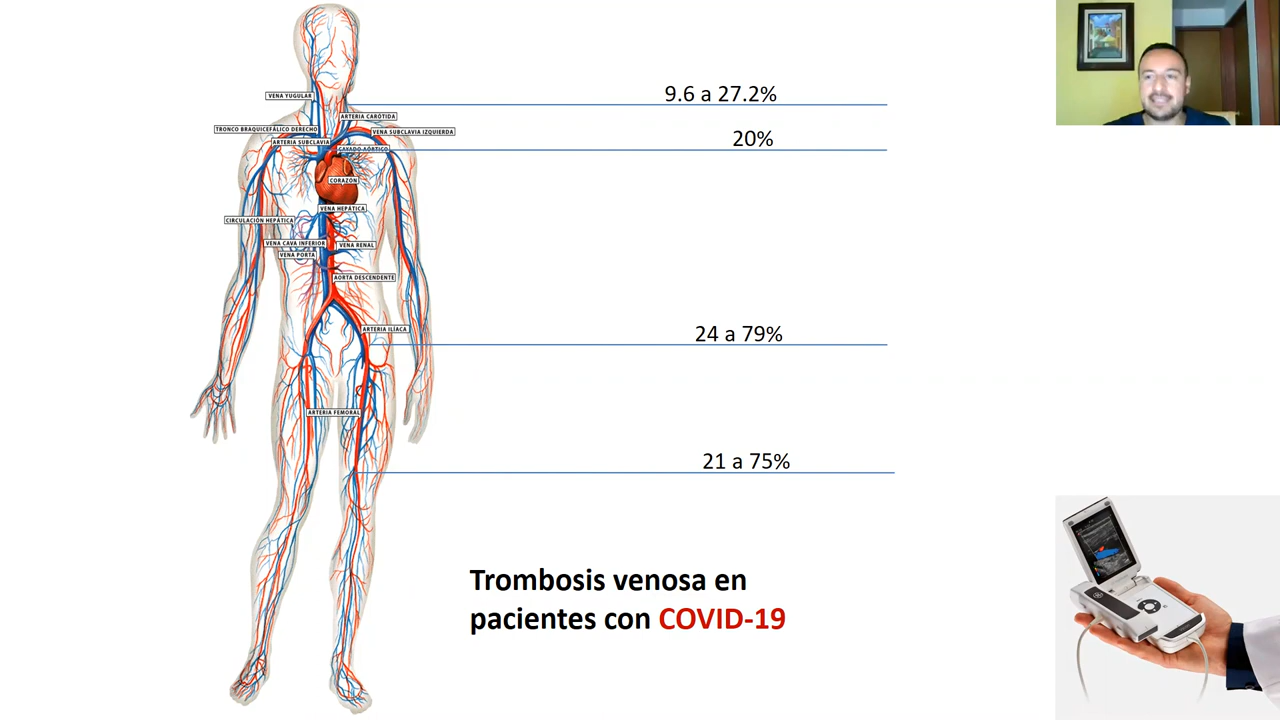 VENA YUGULAR
ARTERIA CARÓTIDA
TRONCO BRAQUICEFÁLICO DERECHO
VENA SUBCLAVIA IZQUIERDA
ARTERIA SUBCLAVIA
CAYADO AÓRTICO
CORAZÓN
VENA HEPÁTICA
CIRCULACIÓN HEPÁTICA
VENA CAVA INFERIOR
VENA RENAL
VENA PORTA
AORTA DESCENDENTE
ARTERIA ILÍACA
ARTERIA FEMORAL
9.6 a 27.2%
20%
24 a 79%
21 a 75%
Trombosis venosa en
pacientes con COVID-19